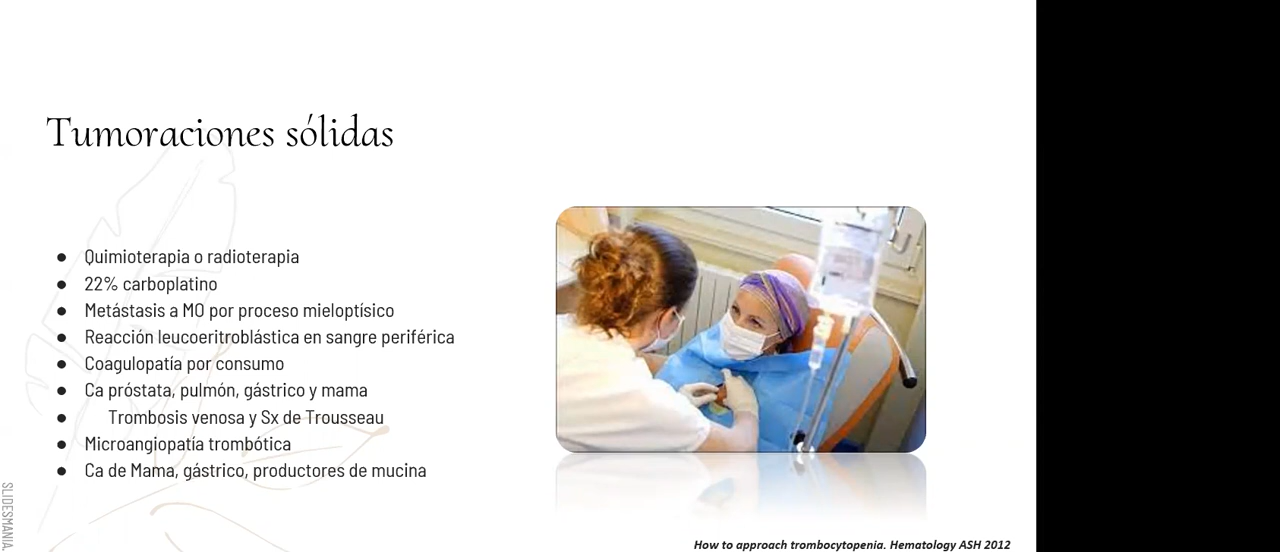 Tumoraciones sólidas
● Quimioterapia o radioterapia
● 22% carboplatino
● Metástasis a MO por proceso mieloptísico
● Reacción leucoeritroblástica en sangre periférica
● Coagulopatía por consumo
● Ca próstata, pulmón, gástrico y mama
● Trombosis venosa y Sx de Trousseau
● Microangiopatía trombótica
● Ca de Mama, gástrico, productores de mucina
SLIDESMANIA.
How to approach trombocytopenia. Hematology ASH 2012